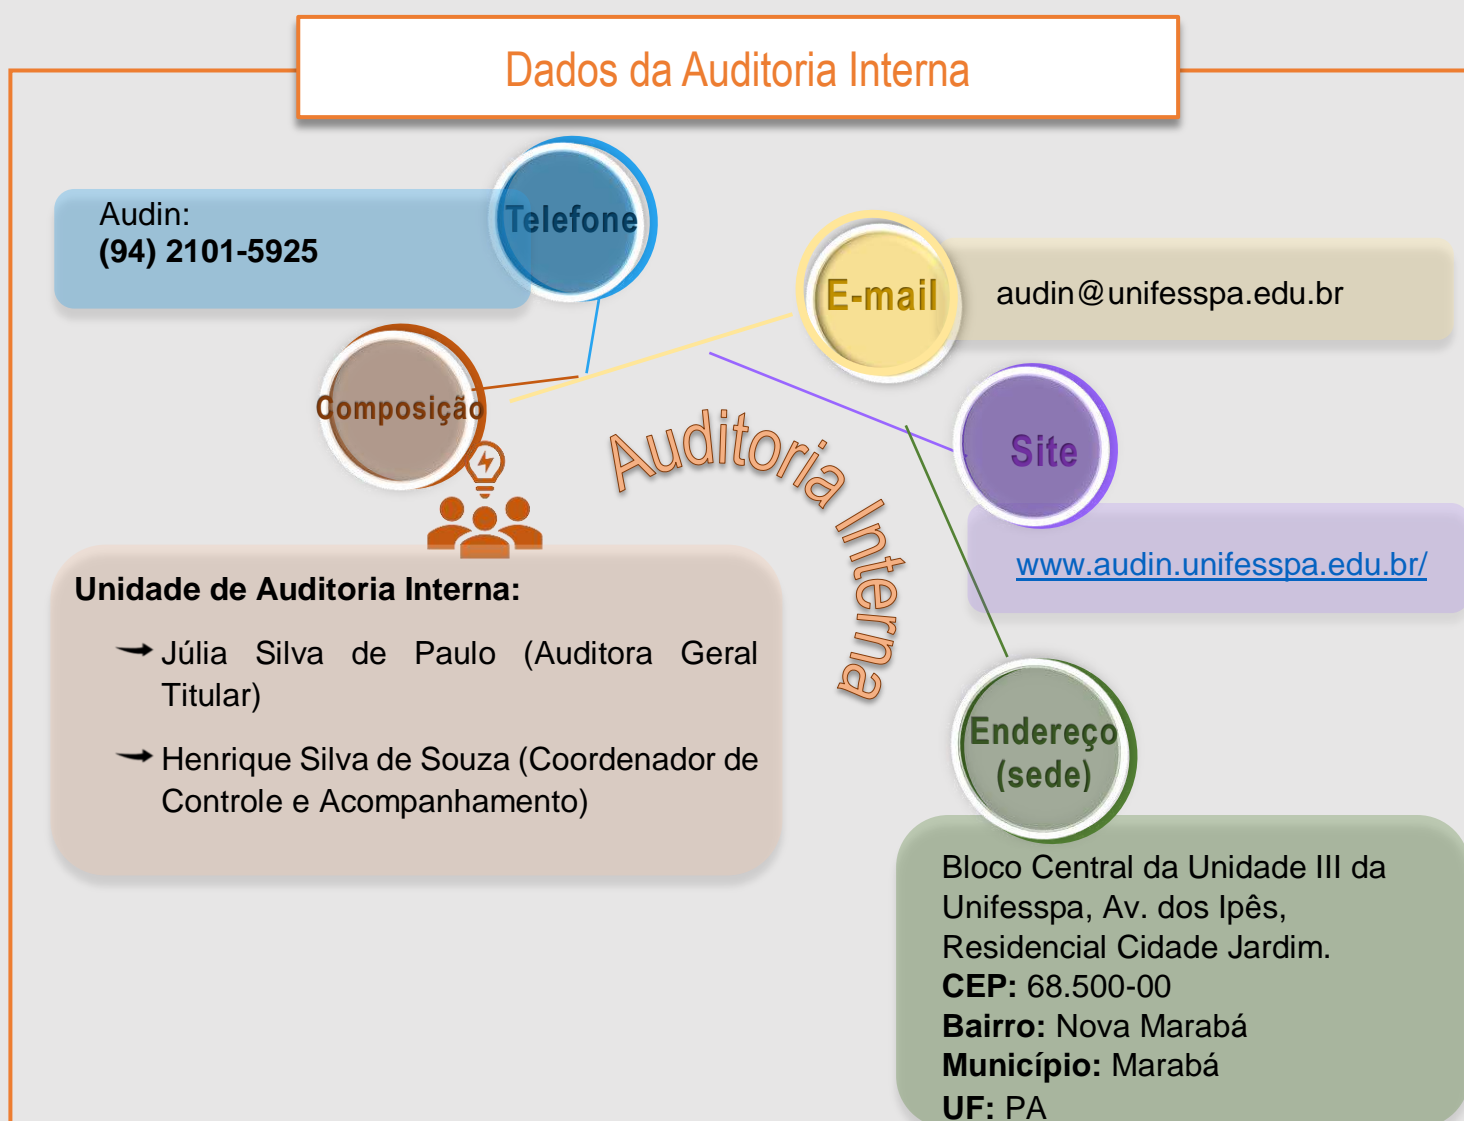 Dados da Auditoria Interna
Telefone
Audin:
(94) 2101-5925
E-mail
audin@unifesspa.edu.br
Composição
Site
www.audin.unifesspa.edu.br/
Auditoria Interna
Unidade de Auditoria Interna:
Júlia Silva de Paulo (Auditora Geral
Titular)
Henrique Silva de Souza (Coordenador de
Controle e Acompanhamento)
Endereço
(sede)
Bloco Central da Unidade III da
Unifesspa, Av. dos Ipês,
Residencial Cidade Jardim.
CEP: 68.500-00
Bairro: Nova Marabá
Município: Marabá
UF: PA